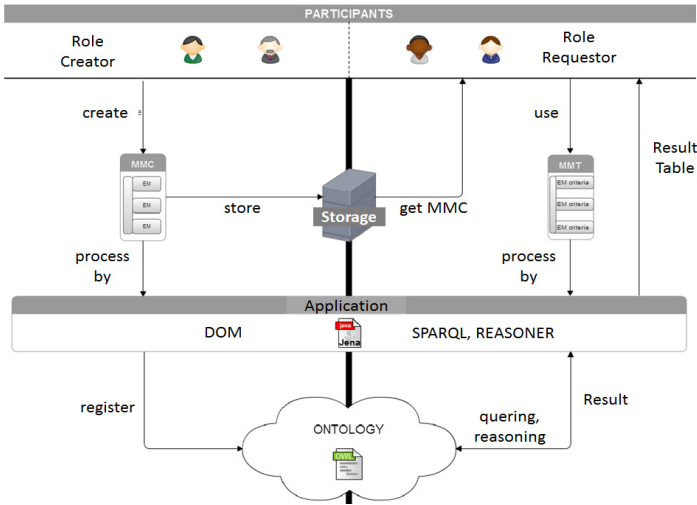 PARTICIPANTS
Role
Creator
Role
Requestor
create
use
Result
Table
MMC
EM
EM
EM
MMT
EM criteria
EM criteria
EM criteria
store
Storage
get MMC
process
by
process
by
Application
DOM
java
Jena
SPARQL, REASONER
register
ONTOLOGY
OWL
quering,
reasoning
Result